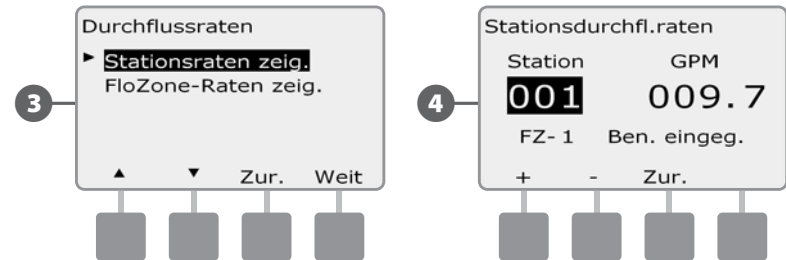 3
Durchflussraten
► Stationsraten zeig.
FloZone-Raten zeig.
▲ ▼ Zur. Weit
4
Stationsdurchfl.raten
Station GPM
001 009.7
FZ- 1 Ben. eingeg.
+ - Zur.